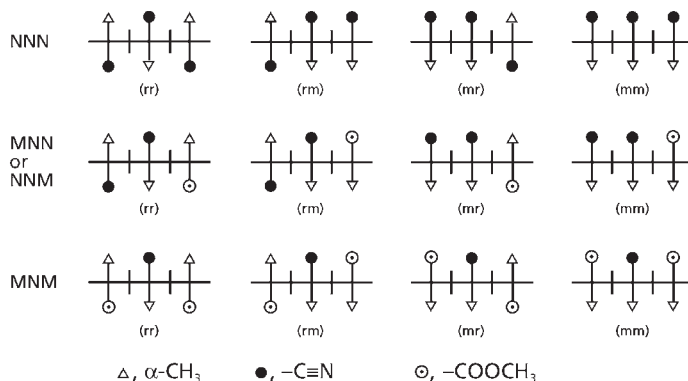 NNN
(rr) (rm) (mr) (mm)
MNN
or
NNM
(rr) (rm) (mr) (mm)
MNM
(rr) (rm) (mr) (mm)
△, α-CH₃ ●, –C≡N ⊙, –COOCH₃